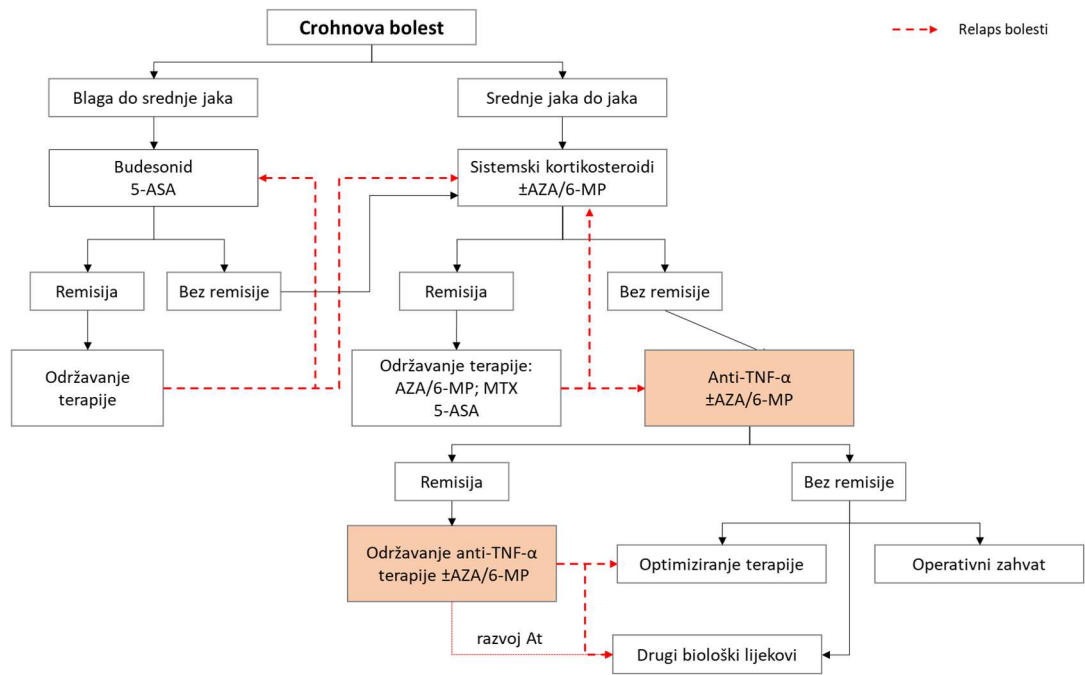 Crohnova bolest
Relaps bolesti
Blaga do srednje jaka
Srednje jaka do jaka
Budesonid
5-ASA
Sistemski kortikosteroidi
±AZA/6-MP
Remisija
Bez remisije
Remisija
Bez remisije
Održavanje
terapije
Održavanje terapije:
AZA/6-MP; MTX
5-ASA
Anti-TNF-α
±AZA/6-MP
Remisija
Bez remisije
Održavanje anti-TNF-α
terapije ±AZA/6-MP
Optimiziranje terapije
Operativni zahvat
razvoj At
Drugi biološki lijekovi